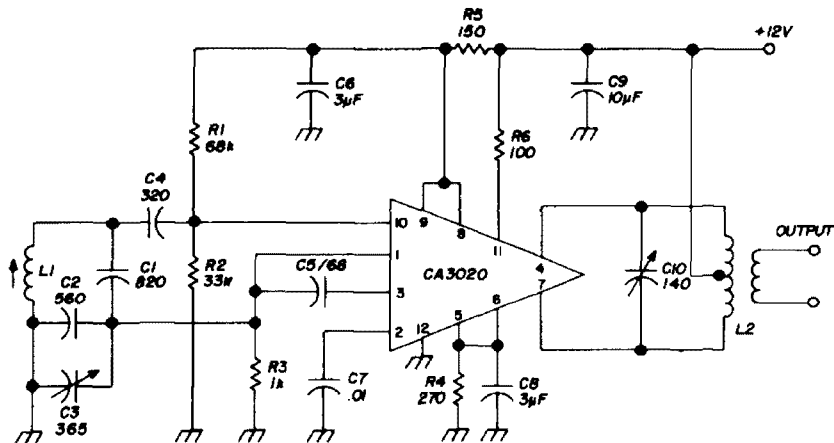 R5
150
+12V
C6
3µF
C9
10µF
R1
68k
R6
100
C4
320
10
9
8
11
L1
C1
820
R2
33k
1
C5/68
3
CA3020
4
7
C10
140
OUTPUT
C2
560
2
12
5
6
L2
C3
365
R3
1k
C7
.01
R4
270
C8
3µF